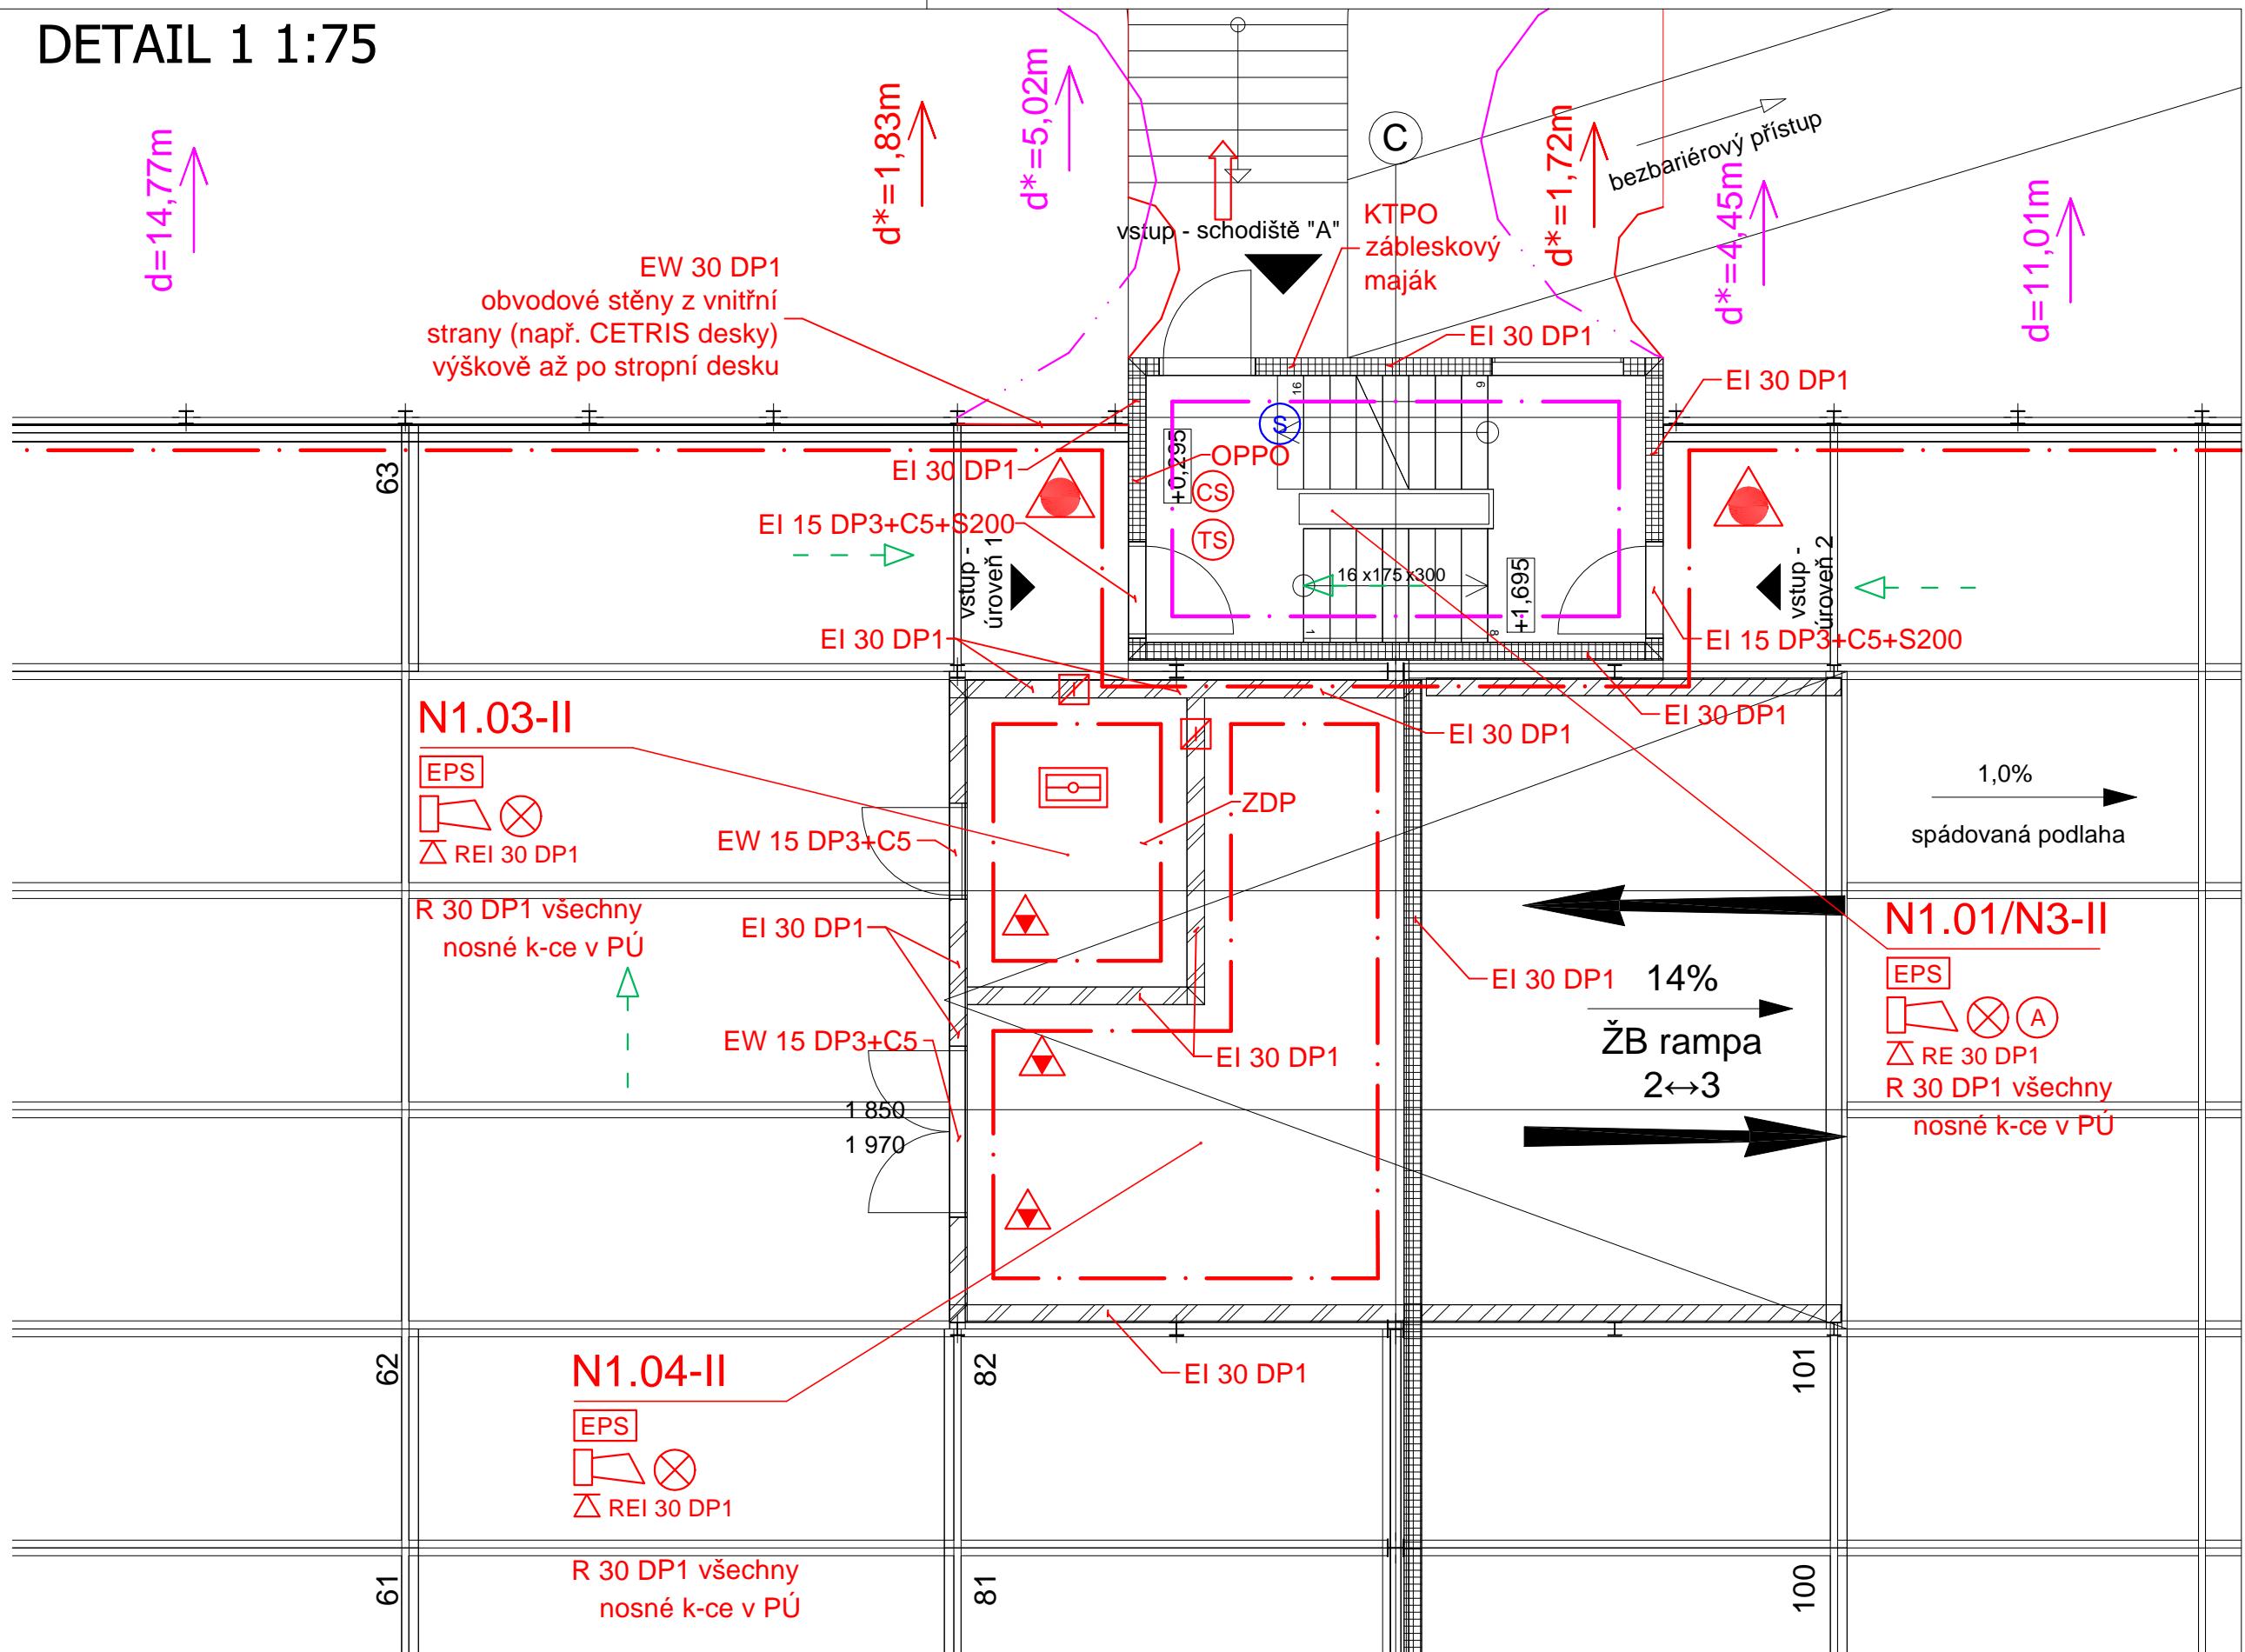 DETAIL 1 1:75
d=14,77m
d*=1,83m
d*=5,02m
C
d*=1,72m
bezbariérový přístup
d*=4,45m
d=11,01m
vstup - schodiště "A"
KTPO
zábleskový
maják
EW 30 DP1
obvodové stěny z vnitřní
strany (např. CETRIS desky)
výškově až po stropní desku
EI 30 DP1
EI 30 DP1
16
9
S
63
EI 30 DP1
OPPO
+0,295
CS
TS
EI 15 DP3+C5+S200
vstup -
úroveň 1
16 x175 x300
+1,695
vstup -
úroveň 2
1
8
EI 30 DP1
EI 15 DP3+C5+S200
N1.03-II
EPS
REI 30 DP1
R 30 DP1 všechny
nosné k-ce v PÚ
EI 30 DP1
EI 30 DP1
1,0%
spádovaná podlaha
ZDP
EW 15 DP3+C5
EI 30 DP1
EI 30 DP1
14%
ŽB rampa
2↔3
N1.01/N3-II
EPS
A
RE 30 DP1
R 30 DP1 všechny
nosné k-ce v PÚ
EW 15 DP3+C5
EI 30 DP1
1 850
1 970
62
N1.04-II
EPS
REI 30 DP1
R 30 DP1 všechny
nosné k-ce v PÚ
82
EI 30 DP1
101
61
81
100